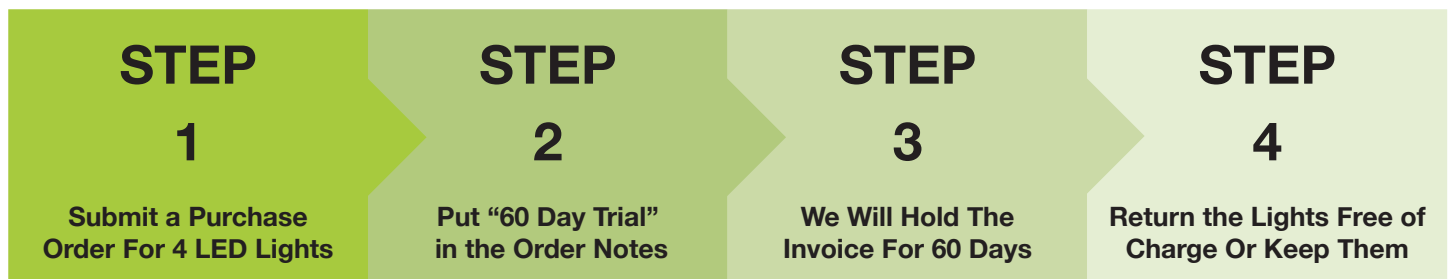 STEP
1
Submit a Purchase
Order For 4 LED Lights
STEP
2
Put “60 Day Trial”
in the Order Notes
STEP
3
We Will Hold The
Invoice For 60 Days
STEP
4
Return the Lights Free of
Charge Or Keep Them